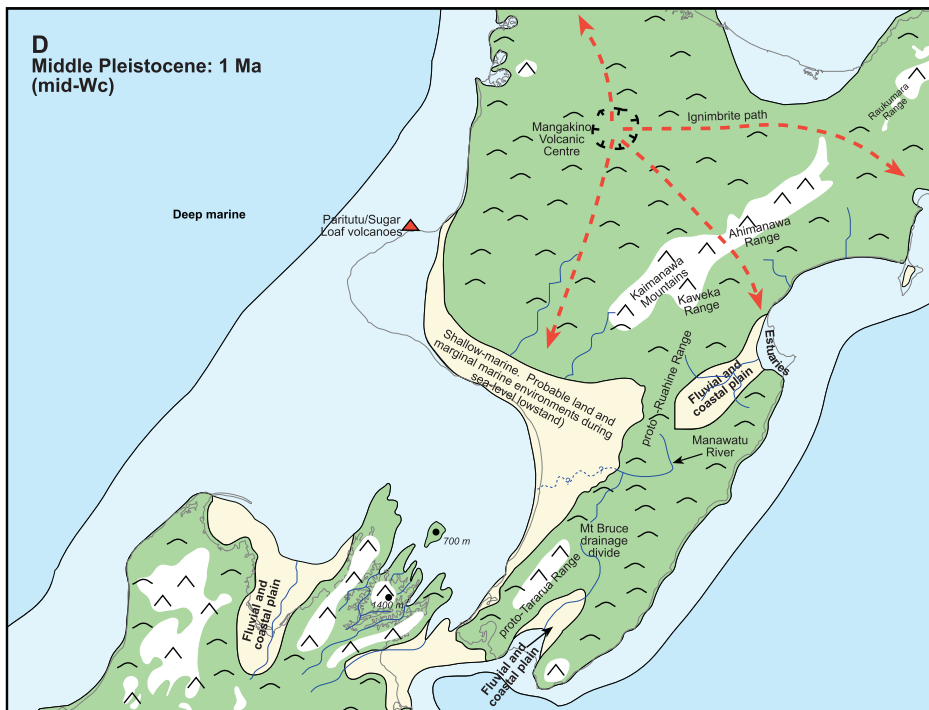 D
Middle Pleistocene: 1 Ma
(mid-Wc)
Raukumara
Range
Ignimbrite path
Mangakino
Volcanic
Centre
Deep marine
Paritutu/Sugar
Loaf volcanoes
Ahimanawa
Range
Kaimanawa
Mountains
Kaweka
Range
Shallow-marine. Probable land and
marginal marine environments during
sea-level lowstand)
proto-Ruahine Range
Estuaries
Fluvial and
coastal plain
Manawatu
River
Mt Bruce
drainage
divide
700 m
1400 m
proto-Tararua Range
Fluvial and
coastal plain
Fluvial and
coastal plain